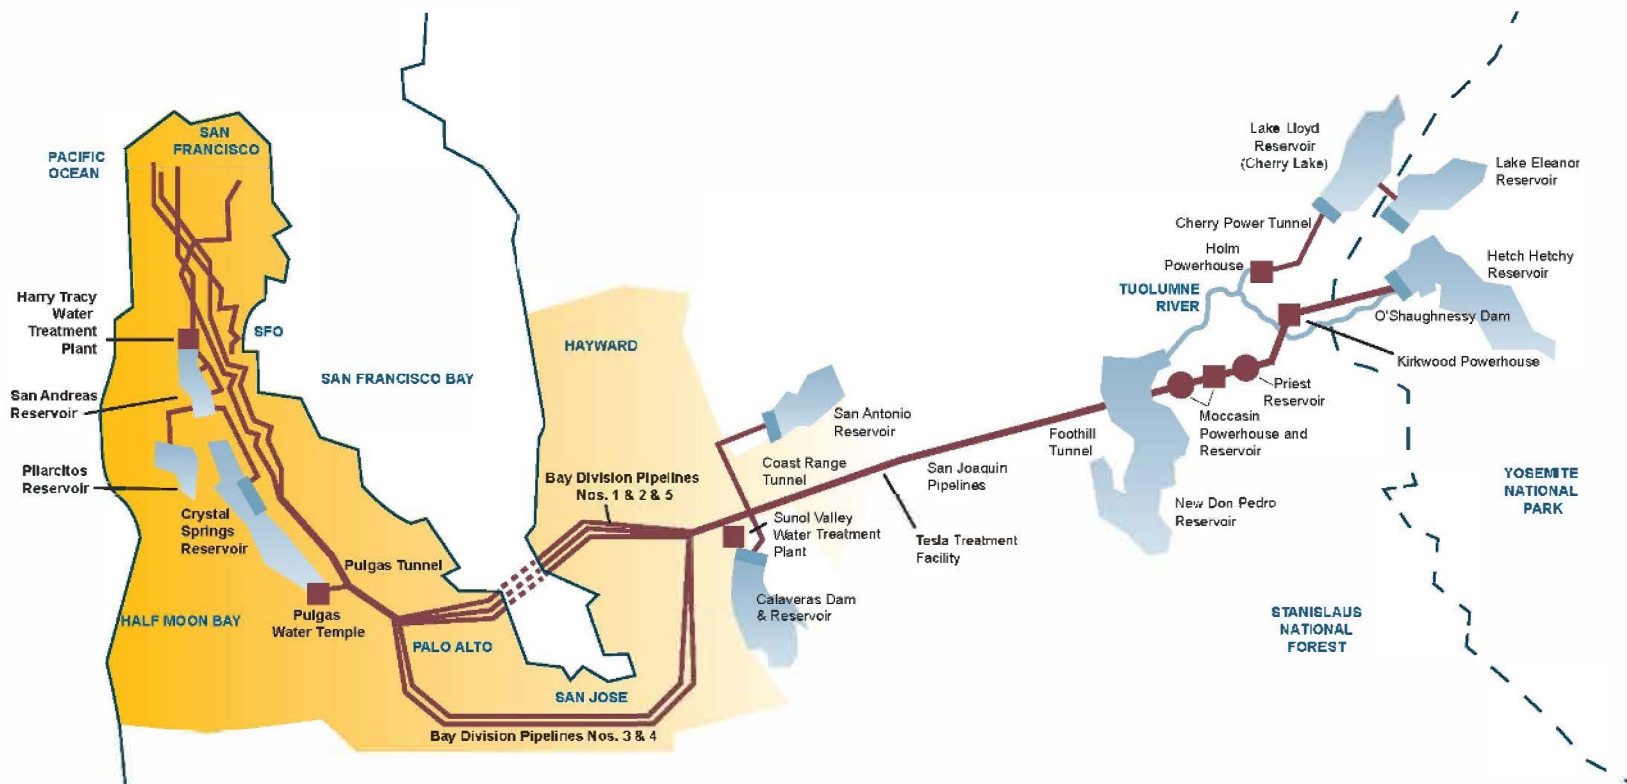 SAN
FRANCISCO
PACIFIC
OCEAN
Harry Tracy
Water
Treatment
Plant
SFO
San Andreas
Reservoir
Pilarcitos
Reservoir
Crystal
Springs
Reservoir
HALF MOON BAY
Pulgas Tunnel
Pulgas
Water Temple
PALO ALTO
SAN FRANCISCO BAY
HAYWARD
Bay Division Pipelines
Nos. 1 & 2 & 5
SAN JOSE
Bay Division Pipelines Nos. 3 & 4
San Antonio
Reservoir
Coast Range
Tunnel
Sunol Valley
Water Treatment
Plant
Calaveras Dam
& Reservoir
San Joaquin
Pipelines
Tesla Treatment
Facility
Foothill
Tunnel
New Don Pedro
Reservoir
Moccasin
Powerhouse and
Reservoir
Priest
Reservoir
Kirkwood Powerhouse
O'Shaughnessy Dam
Hetch Hetchy
Reservoir
Lake Eleanor
Reservoir
Lake Lloyd
Reservoir
(Cherry Lake)
Cherry Power Tunnel
Holm
Powerhouse
TUOLUMNE
RIVER
YOSEMITE
NATIONAL
PARK
STANISLAUS
NATIONAL
FOREST